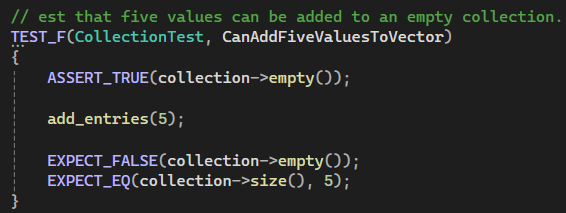 // est that five values can be added to an empty collection.
TEST_F(CollectionTest, CanAddFiveValuesToVector)
{
    ASSERT_TRUE(collection->empty());
    add_entries(5);
    EXPECT_FALSE(collection->empty());
    EXPECT_EQ(collection->size(), 5);
}